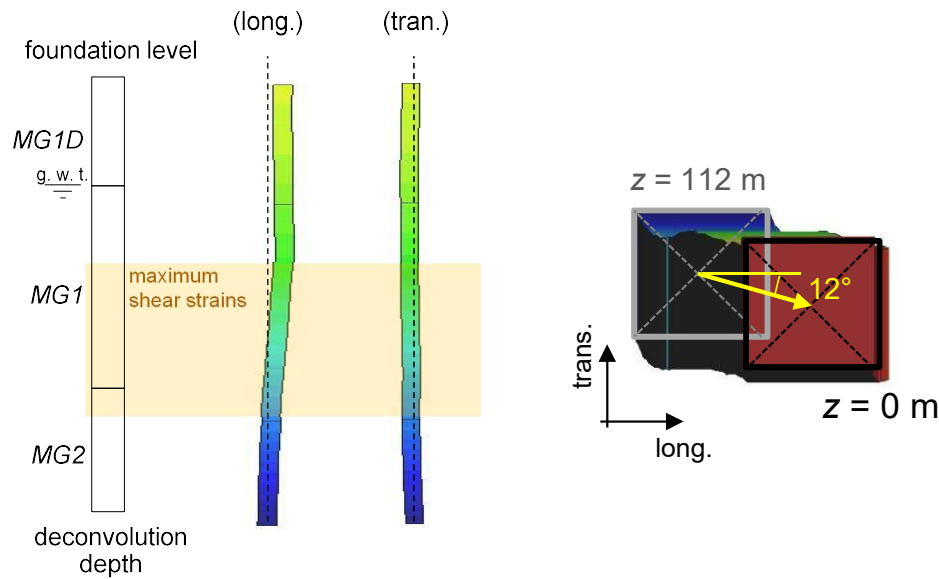 (long.)
(tran.)
foundation level
MG1D
g. w. t.
maximum
shear strains
MG1
MG2
deconvolution
depth
z = 112 m
12°
trans.
z = 0 m
long.